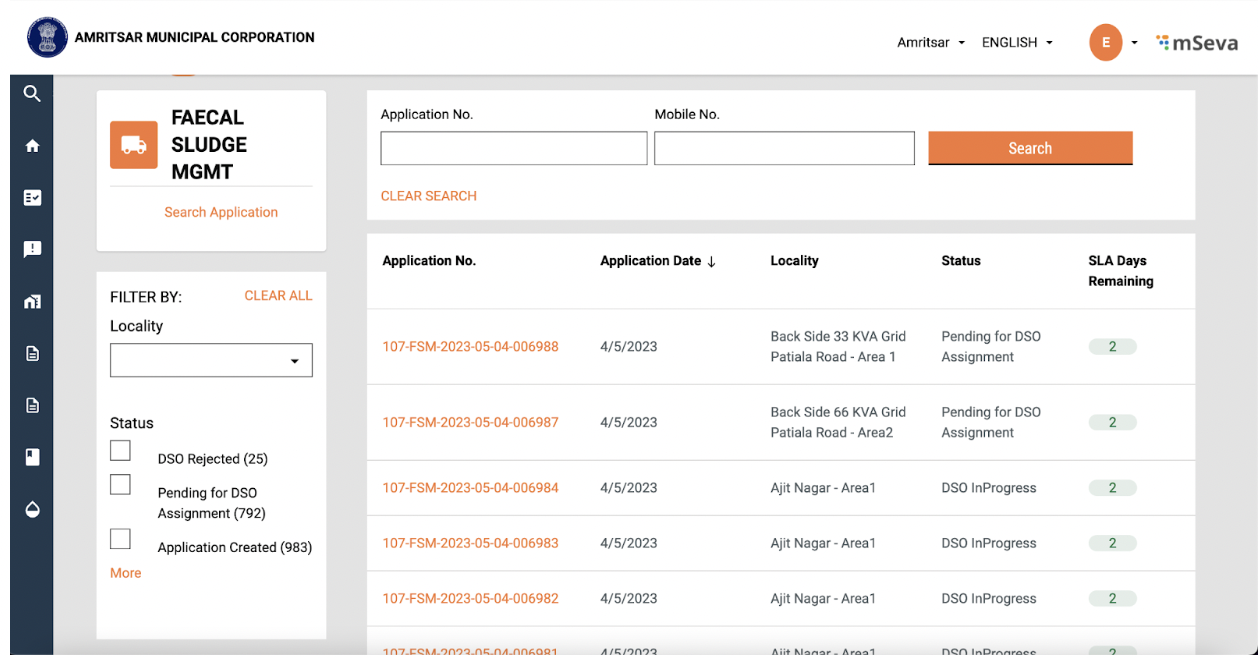 AMRITSAR MUNICIPAL CORPORATION
Amritsar
ENGLISH
E
mSeva
FAECAL
SLUDGE
MGMT
Search Application
FILTER BY:
CLEAR ALL
Locality
Status
DSO Rejected (25)
Pending for DSO
Assignment (792)
Application Created (983)
More
Application No.
Mobile No.
Search
CLEAR SEARCH
Application No. Application Date ↓ Locality Status SLA Days
Remaining
107-FSM-2023-05-04-006988 4/5/2023 Back Side 33 KVA Grid
Patiala Road - Area 1 Pending for DSO
Assignment 2
107-FSM-2023-05-04-006987 4/5/2023 Back Side 66 KVA Grid
Patiala Road - Area2 Pending for DSO
Assignment 2
107-FSM-2023-05-04-006984 4/5/2023 Ajit Nagar - Area1 DSO InProgress 2
107-FSM-2023-05-04-006983 4/5/2023 Ajit Nagar - Area1 DSO InProgress 2
107-FSM-2023-05-04-006982 4/5/2023 Ajit Nagar - Area1 DSO InProgress 2
107-FSM-2023-05-04-006981 4/5/2023 Ajit Nagar - Area1 DSO InProgress 2